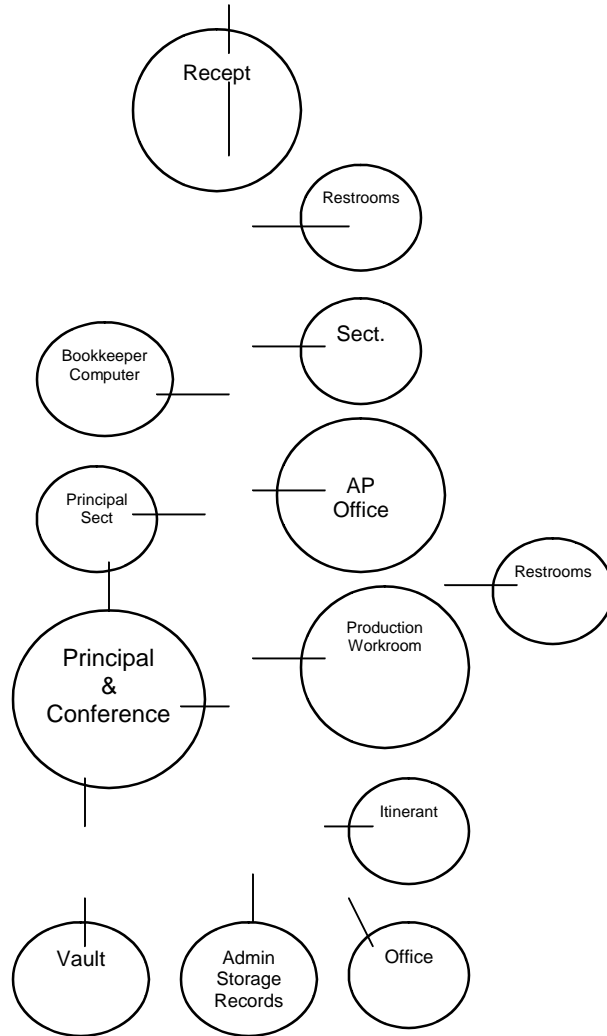 Recept
Restrooms
Sect.
Bookkeeper
Computer
AP
Office
Principal
Sect
Restrooms
Production
Workroom
Principal
&
Conference
Itinerant
Vault
Admin
Storage
Records
Office